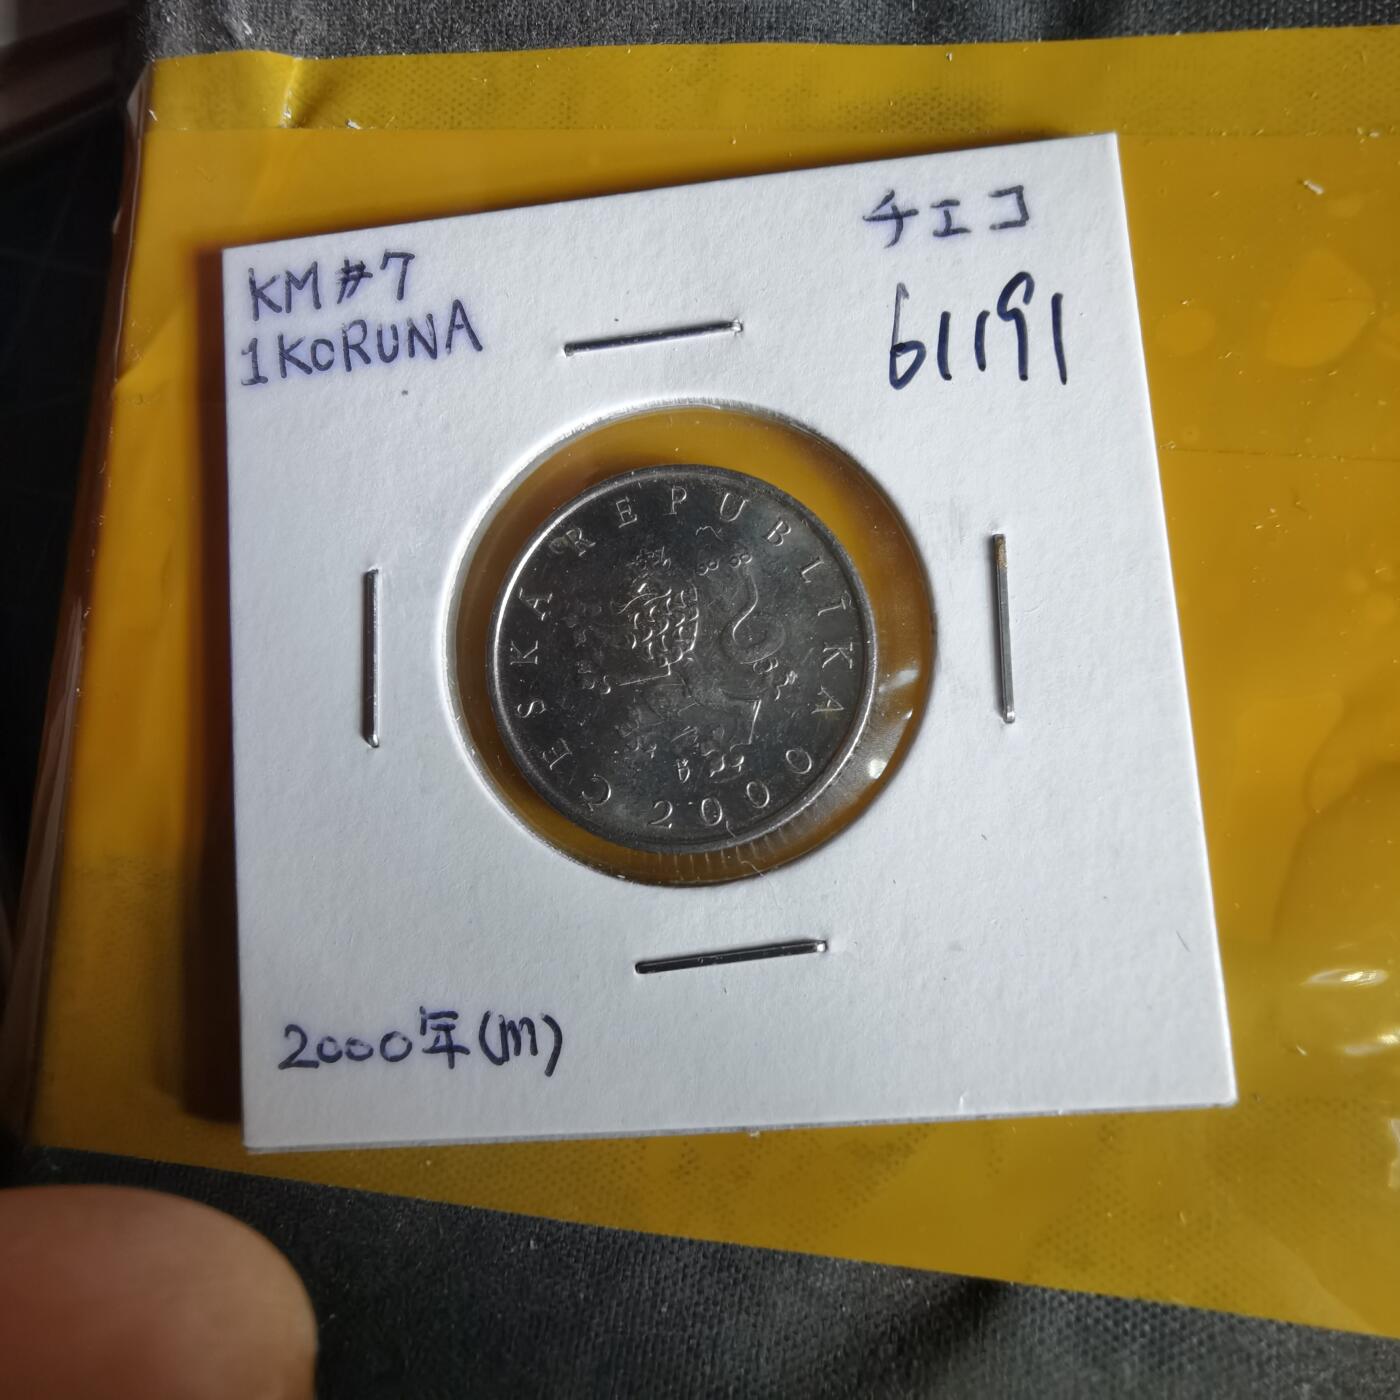 KM#7
1KORUNA
チェコ
61191
ČESKÁ REPUBLIKA
2000
2000年(m)